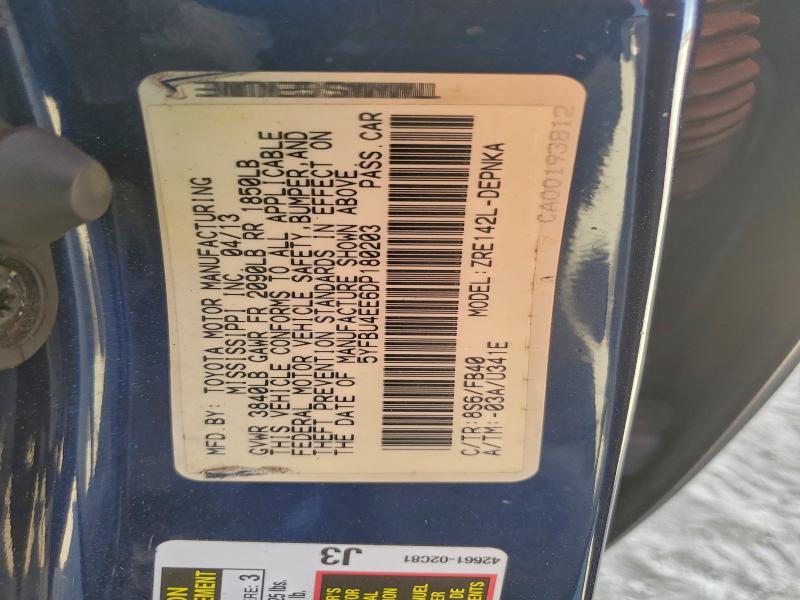 MFD.BY: TOYOTA MOTOR MANUFACTURING
MISSISSIPPI INC. 04/13
GVWR 3840LB GAWR FR 2090LB RR 1850LB
THIS VEHICLE CONFORMS TO ALL APPLICABLE
FEDERAL MOTOR VEHICLE SAFETY, BUMPER, AND
THEFT PREVENTION STANDARDS IN EFFECT ON
THE DATE OF MANUFACTURE SHOWN ABOVE.
5YFBU4EE6DP180203 PASS.CAR
C/TR: 8S6/FB40 MODEL: ZRE142L-DEPNKA
A/TM: -03A/U341E
CA00193812
J3
42661-02C81